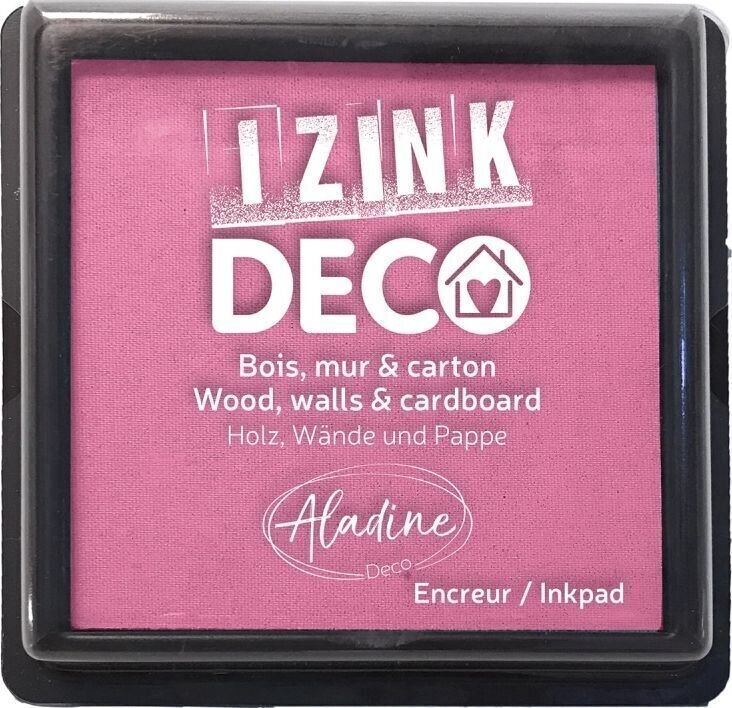 IZINK
DECO
Bois, mur & carton
Wood, walls & cardboard
Holz, Wände und Pappe
Aladine
Deco
Encreur / Inkpad